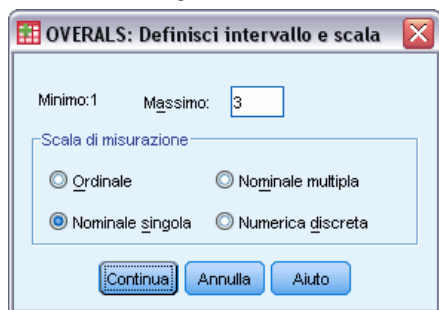 OVERALS: Definisci intervallo e scala
Minimo:1 Massimo: 3
Scala di misurazione
Ordinale Nominale multipla
Nominale singola Numerica discreta
Continua Annulla Aiuto